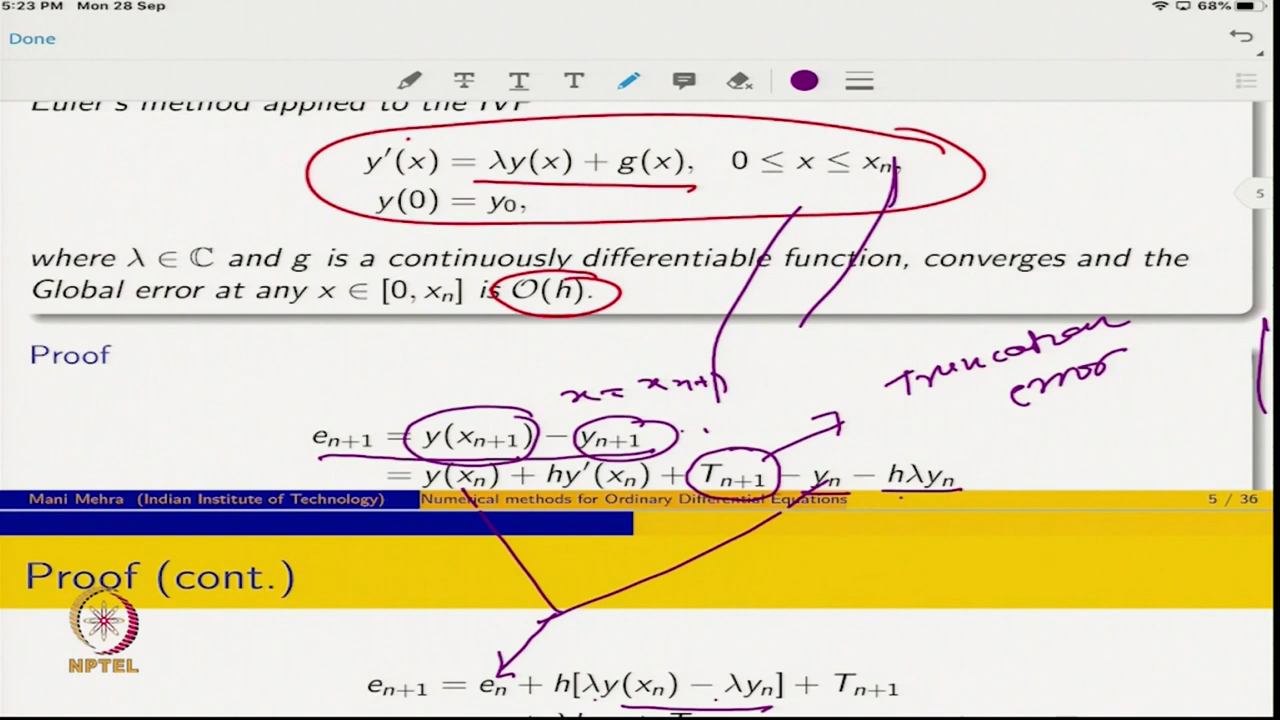 5:23 PM Mon 28 Sep
68%
Done
T T T
Euler's method applied to the IVP
y′(x) = λy(x) + g(x), 0 ≤ x ≤ xₙ,
y(0) = y₀,
5
where λ ∈ ℂ and g is a continuously differentiable function, converges and the
Global error at any x ∈ [0, xₙ] is 𝒪(h).
Proof
Truncation
error
x = xₙ₊₁
eₙ₊₁ = y(xₙ₊₁) − yₙ₊₁
= y(xₙ) + hy′(xₙ) + Tₙ₊₁ − yₙ − hλyₙ
Mani Mehra (Indian Institute of Technology) Numerical methods for Ordinary Differential Equations 5 / 36
Proof (cont.)
NPTEL
eₙ₊₁ = eₙ + h[λy(xₙ) − λyₙ] + Tₙ₊₁